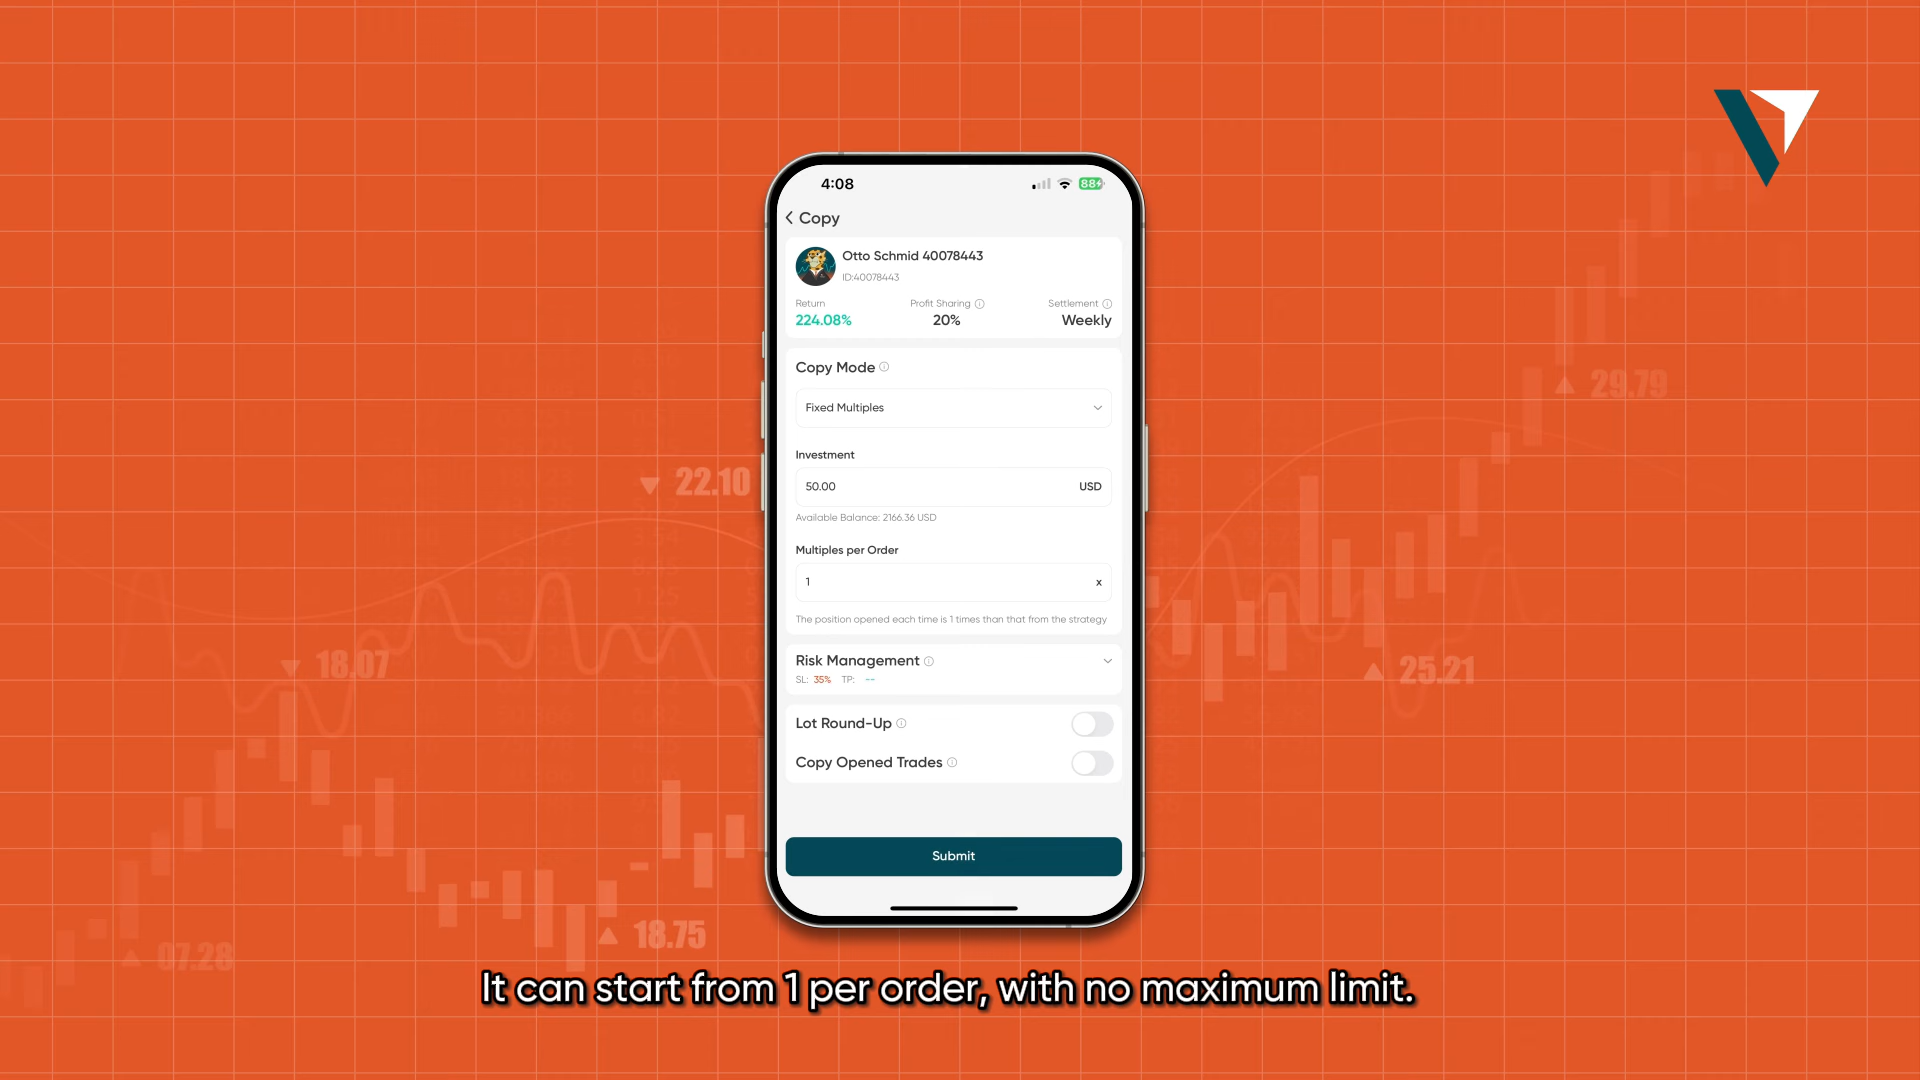 4:08
88
Copy
Otto Schmid 40078443
ID:40078443
Return
Profit Sharing
Settlement
224.08%
20%
Weekly
Copy Mode
Fixed Multiples
Investment
50.00 USD
Available Balance: 2166.36 USD
Multiples per Order
1 x
The position opened each time is 1 times than that from the strategy
Risk Management
SL: 35% TP: --
Lot Round-Up
Copy Opened Trades
Submit
29.79
22.10
18.07
25.21
18.75
07.28
It can start from 1 per order, with no maximum limit.